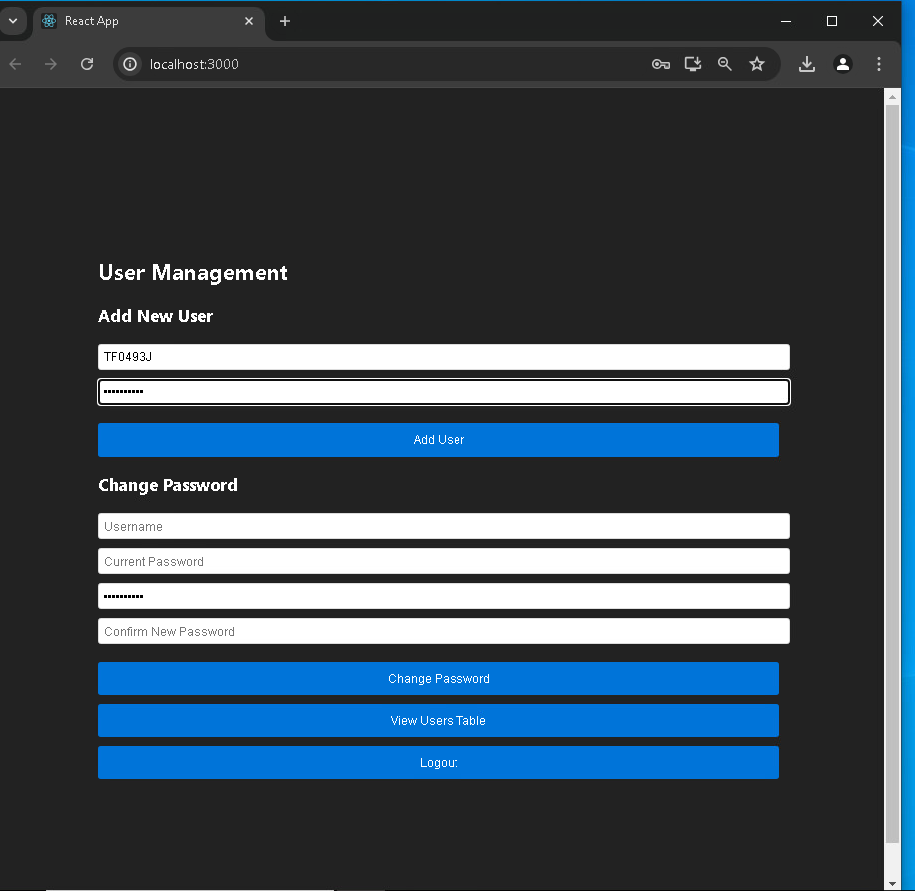 React App
localhost:3000
User Management
Add New User
TF0493J
••••••••••
Add User
Change Password
Username
Current Password
••••••••••
Confirm New Password
Change Password
View Users Table
Logout